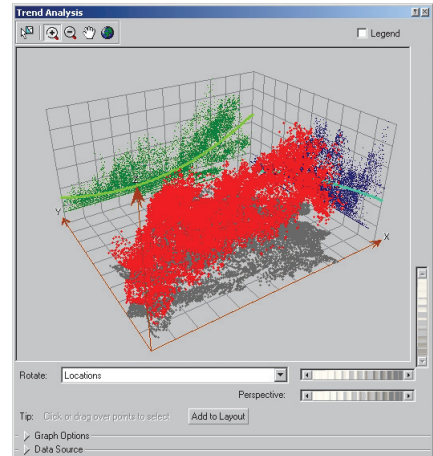 Trend Analysis
Legend
Y
X
Rotate: Locations
Perspective:
Tip: Click or drag over points to select Add to Layout
Graph Options
Data Source